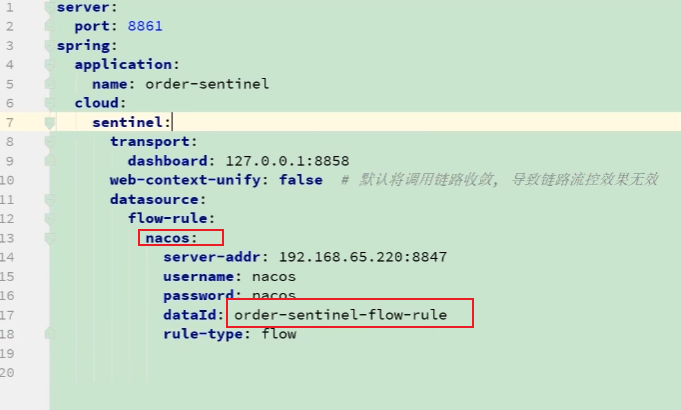 1 server:
2   port: 8861
3 spring:
4   application:
5     name: order-sentinel
6   cloud:
7     sentinel:
8       transport:
9         dashboard: 127.0.0.1:8858
10       web-context-unify: false  # 默认将调用链路收敛, 导致链路流控效果无效
11       datasource:
12         flow-rule:
13           nacos:
14             server-addr: 192.168.65.220:8847
15             username: nacos
16             password: nacos
17             dataId: order-sentinel-flow-rule
18             rule-type: flow
19
20